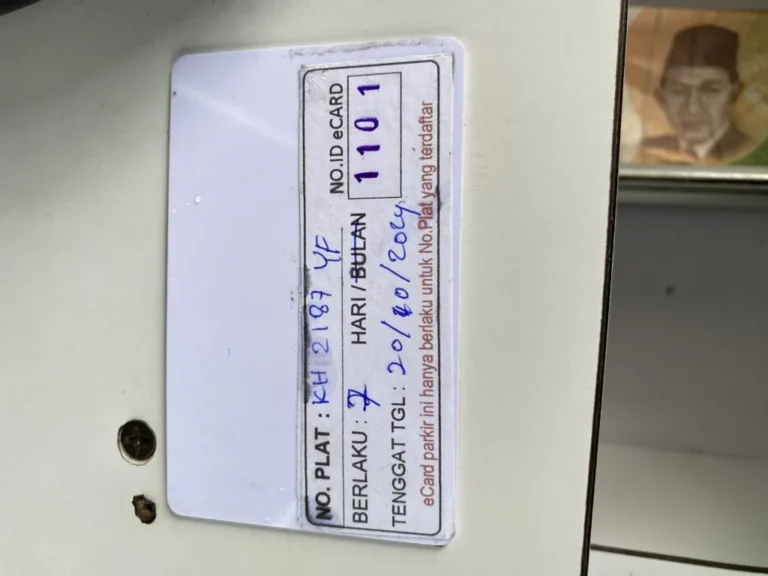 NO. PLAT : KH 2187 YF
NO.ID eCARD
1101
BERLAKU : 7 HARI / BULAN
TENGGAT TGL : 20/10/2024
eCard parkir ini hanya berlaku untuk No.Plat yang terdaftar